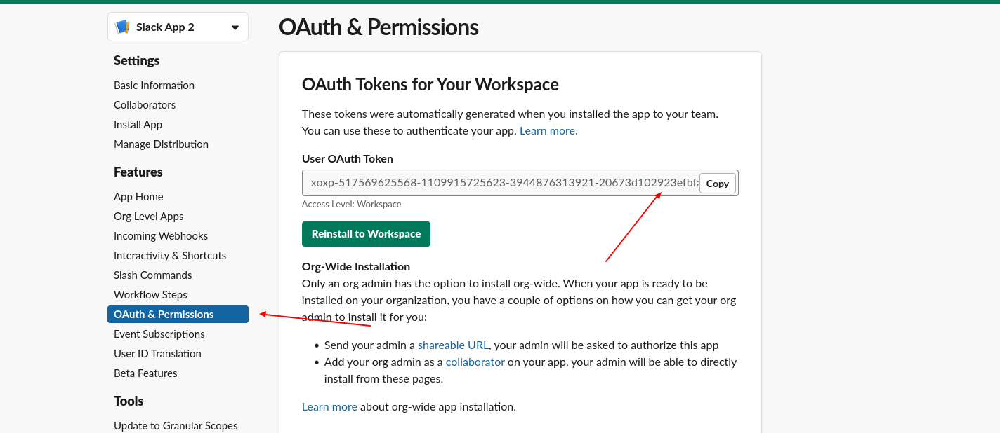 Slack App 2
Settings
Basic Information
Collaborators
Install App
Manage Distribution
Features
App Home
Org Level Apps
Incoming Webhooks
Interactivity & Shortcuts
Slash Commands
Workflow Steps
OAuth & Permissions
Event Subscriptions
User ID Translation
Beta Features
Tools
Update to Granular Scopes
OAuth & Permissions
OAuth Tokens for Your Workspace
These tokens were automatically generated when you installed the app to your team.
You can use these to authenticate your app. Learn more.
User OAuth Token
xoxp-517569625568-1109915725623-3944876313921-20673d102923efbfa Copy
Access Level: Workspace
Reinstall to Workspace
Org-Wide Installation
Only an org admin has the option to install org-wide. When your app is ready to be
installed on your organization, you have a couple of options on how you can get your org
admin to install it for you:
• Send your admin a shareable URL, your admin will be asked to authorize this app
• Add your org admin as a collaborator on your app, your admin will be able to directly
install from these pages.
Learn more about org-wide app installation.